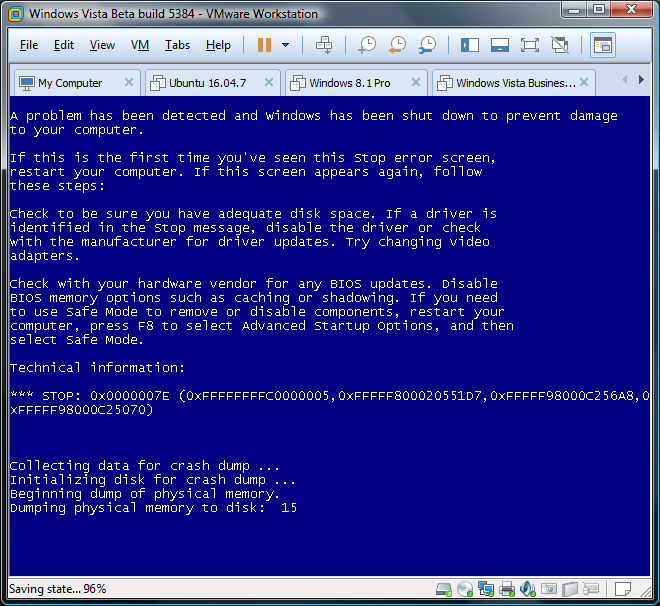 Windows Vista Beta build 5384 - VMware Workstation
File Edit View VM Tabs Help
My Computer Ubuntu 16.04.7 Windows 8.1 Pro Windows Vista Busines...
A problem has been detected and Windows has been shut down to prevent damage
to your computer.
If this is the first time you've seen this Stop error screen,
restart your computer. If this screen appears again, follow
these steps:
Check to be sure you have adequate disk space. If a driver is
identified in the Stop message, disable the driver or check
with the manufacturer for driver updates. Try changing video
adapters.
Check with your hardware vendor for any BIOS updates. Disable
BIOS memory options such as caching or shadowing. If you need
to use Safe Mode to remove or disable components, restart your
computer, press F8 to select Advanced Startup Options, and then
select Safe Mode.
Technical information:
*** STOP: 0x0000007E (0xFFFFFFFFC0000005,0xFFFFF800020551D7,0xFFFFF98000C256A8,0
xFFFFF98000C25070)
Collecting data for crash dump ...
Initializing disk for crash dump ...
Beginning dump of physical memory.
Dumping physical memory to disk:  15
Saving state... 96%